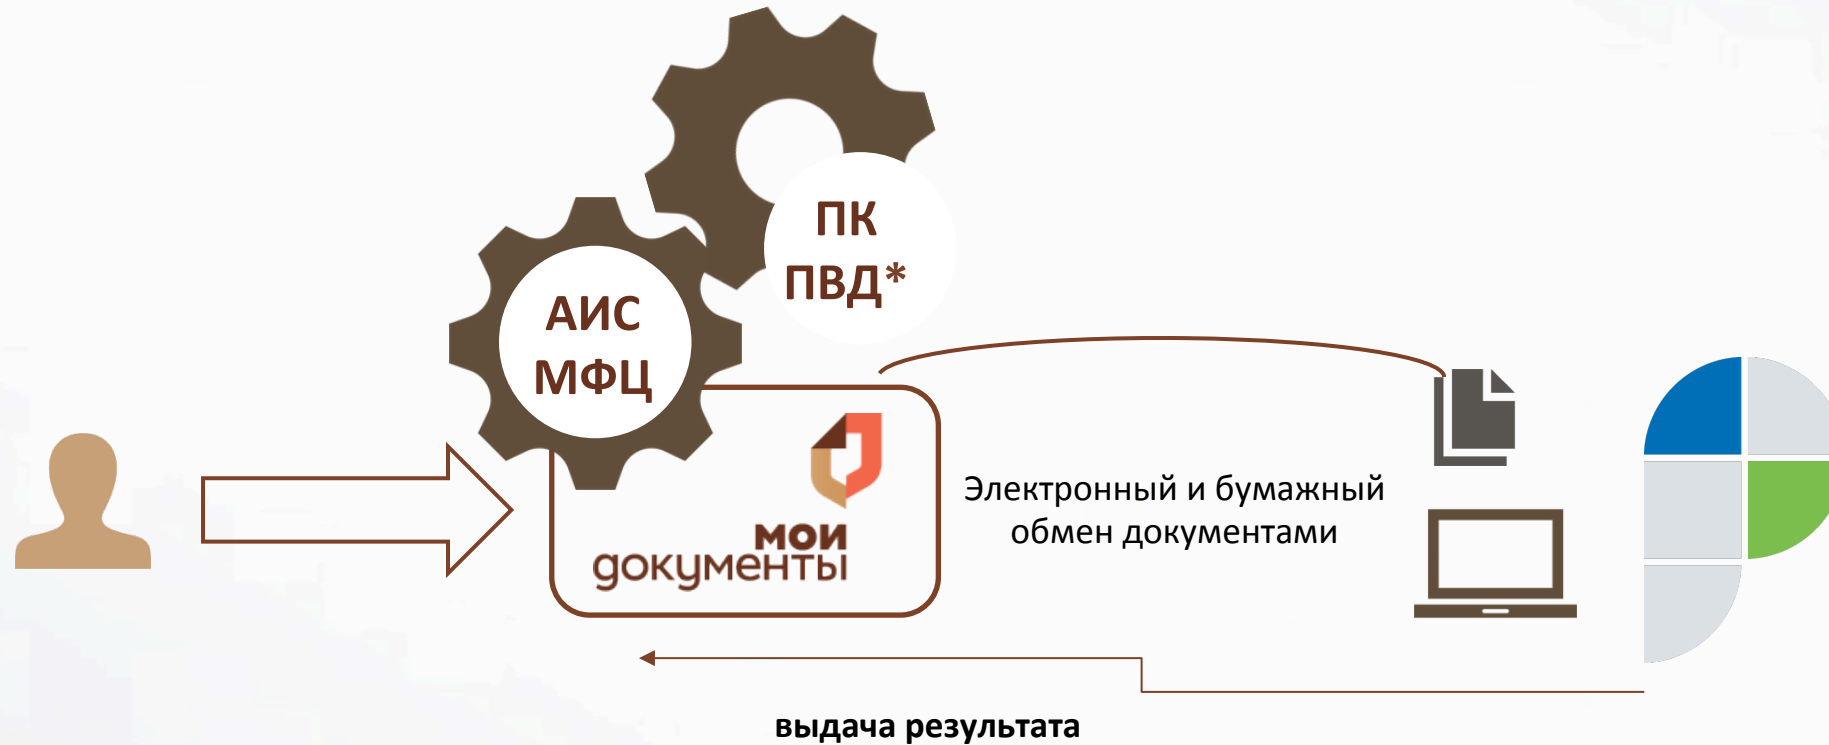 ПК
ПВД*
АИС
МФЦ
мои
документы
Электронный и бумажный
обмен документами
выдача результата